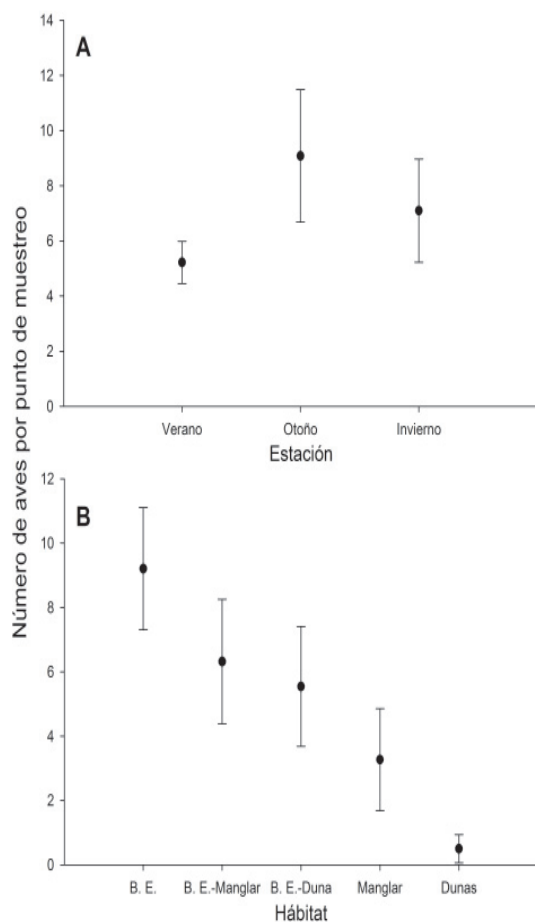 Número de aves por punto de muestreo
A
14
12
10
8
6
4
2
0
Verano Otoño Invierno
Estación
B
12
10
8
6
4
2
0
B. E. B. E.-Manglar B. E.-Duna Manglar Dunas
Hábitat